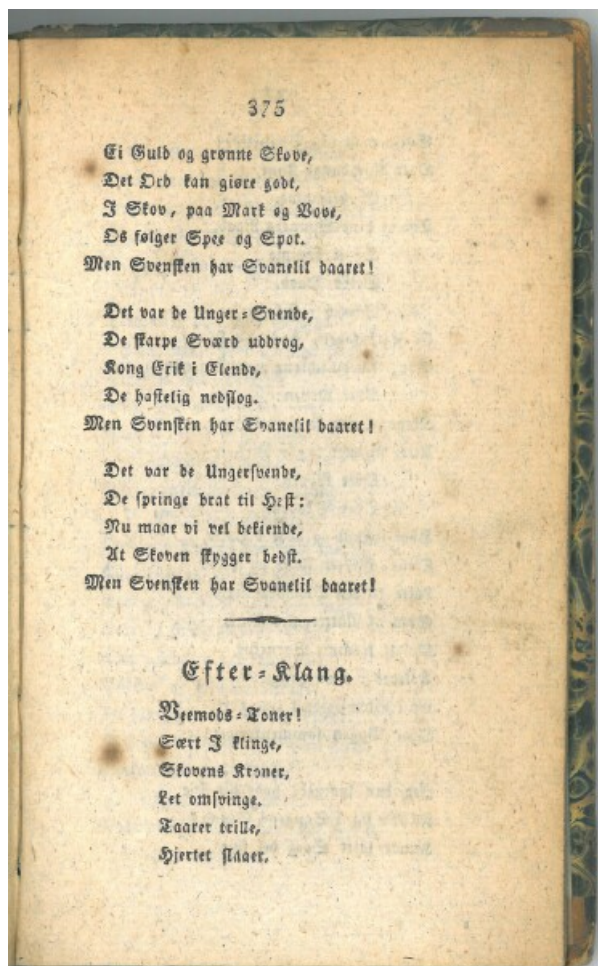 375
Ei Guld og grønne Skove,
Det Ord kan giøre godt,
I Skov, paa Mark og Vove,
Os følger Spee og Spot.
Men Svensken har Svanelil daaret!
Det var de Unger-Svende,
De skarpe Sværd uddrog,
Kong Erik i Elende,
De hastelig nedslog.
Men Svensken har Svanelil daaret!
Det var de Ungersvende,
De springe brat til Hest:
Nu maar vi vel bekiende,
At Skoven skygger bedst.
Men Svensken har Svanelil daaret!
Efter-Klang.
Veemods-Toner!
Sært I klinge,
Skovens Kroner,
Let omsvinge.
Taarer trille,
Hjertet slaaer.